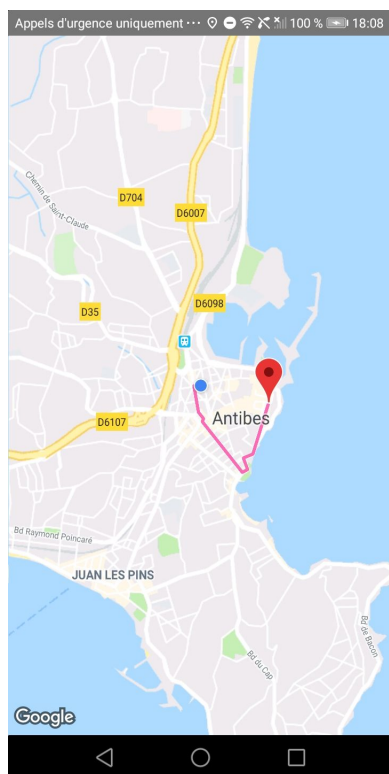 Appels d'urgence uniquement ··· 100 % 18:08
Chemin de Saint-Claude
D704
D6007
D6098
D35
D6107
Antibes
Bd Raymond Poincaré
JUAN LES PINS
Bd du Cap
Bd de Bacon
Google